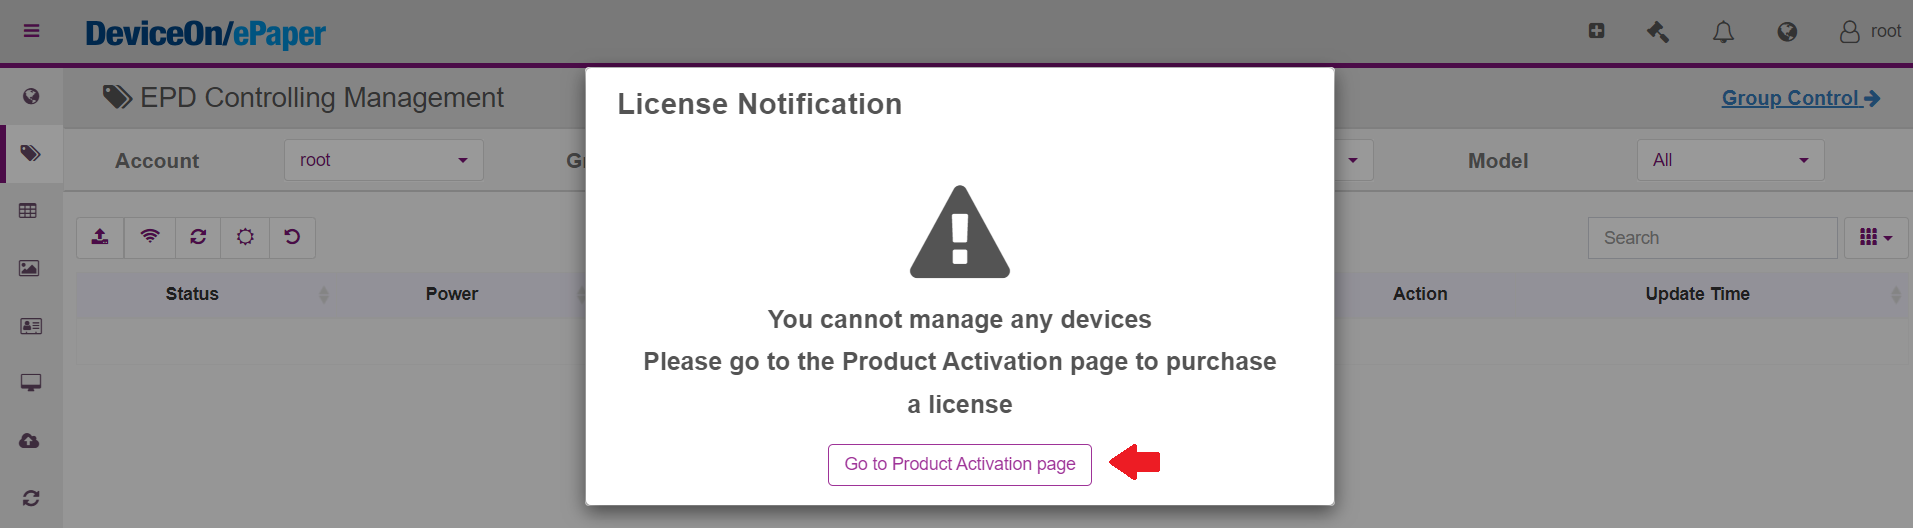 DeviceOn/ePaper
root
EPD Controlling Management
Group Control
License Notification
Account
root
Model
All
Search
Status
Power
Action
Update Time
You cannot manage any devices
Please go to the Product Activation page to purchase
a license
Go to Product Activation page